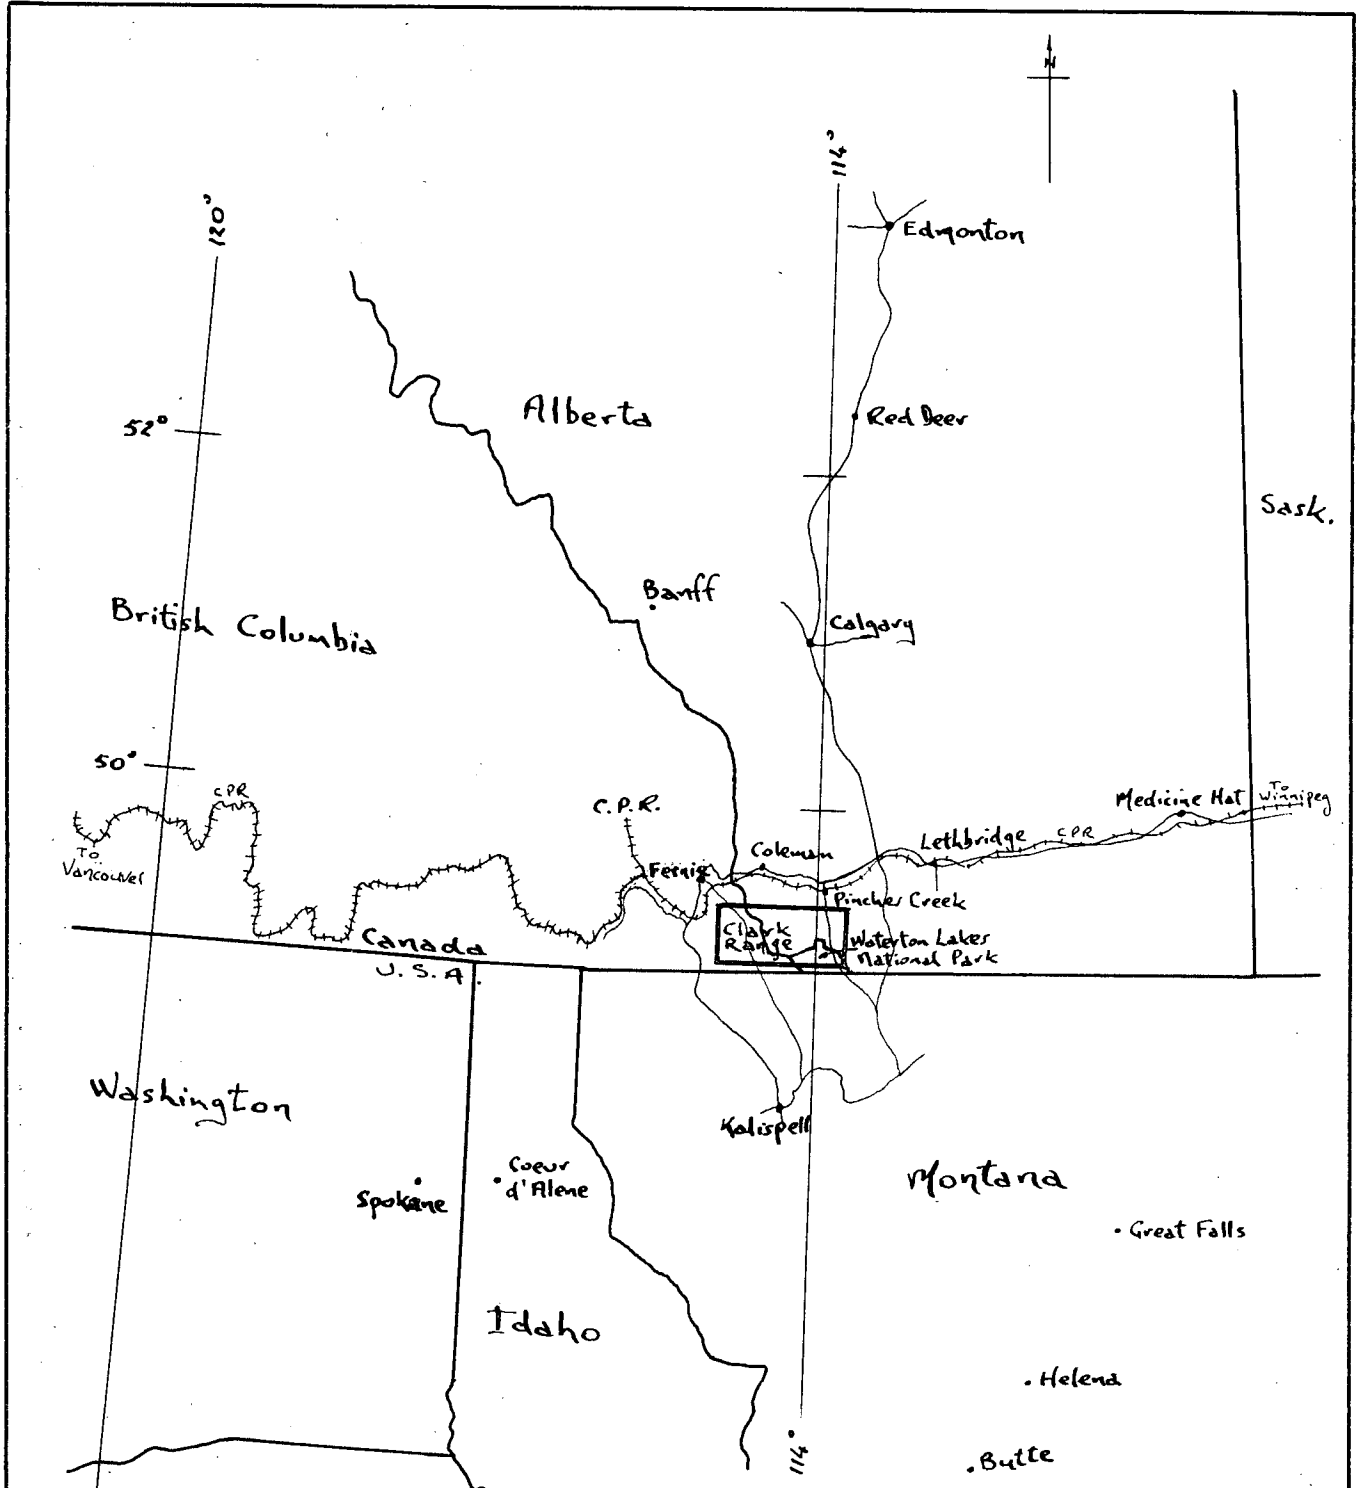 N
114°
120°
Edmonton
Alberta
52°
Red Deer
Sask.
Banff
British Columbia
Calgary
50°
CPR
C.P.R.
Medicine Hat
To
Winnipeg
To
Vancouver
Fernie
Coleman
Lethbridge
CPR
Pincher Creek
Clark
Range
Waterton Lakes
National Park
Canada
U.S.A.
Washington
Kalispell
Coeur
d'Alene
Spokane
Montana
Great Falls
Idaho
Helena
114°
Butte